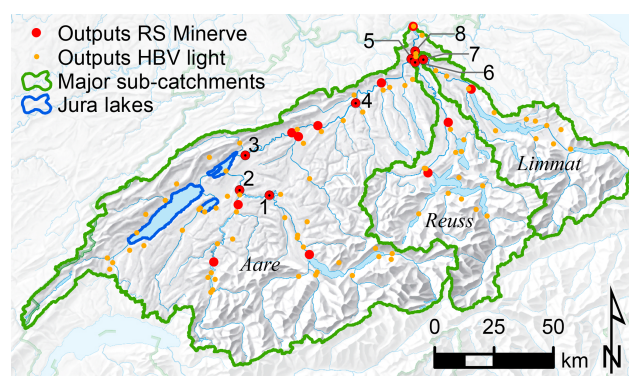 Outputs RS Minerve
Outputs HBV light
Major sub-catchments
Jura lakes
5
8
7
6
4
3
2
1
Limmat
Reuss
Aare
0 25 50
km
N